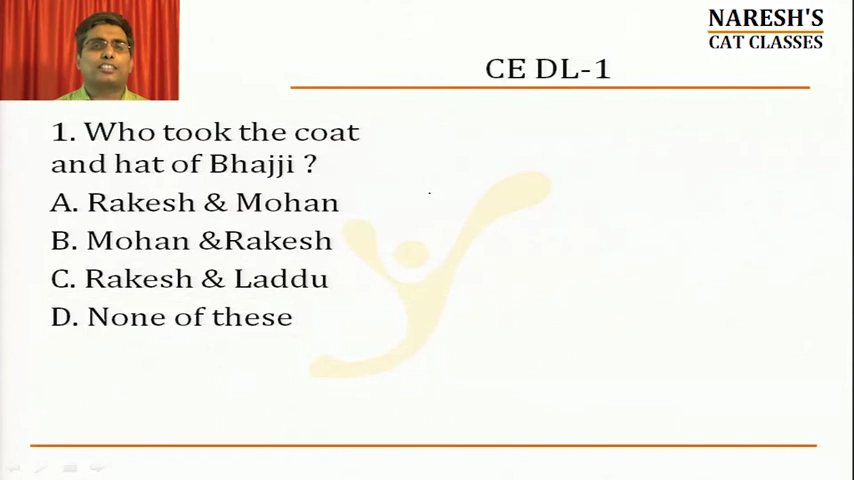 NARESH'S
CAT CLASSES
CE DL-1
1. Who took the coat
and hat of Bhajji ?
A. Rakesh & Mohan
B. Mohan &Rakesh
C. Rakesh & Laddu
D. None of these